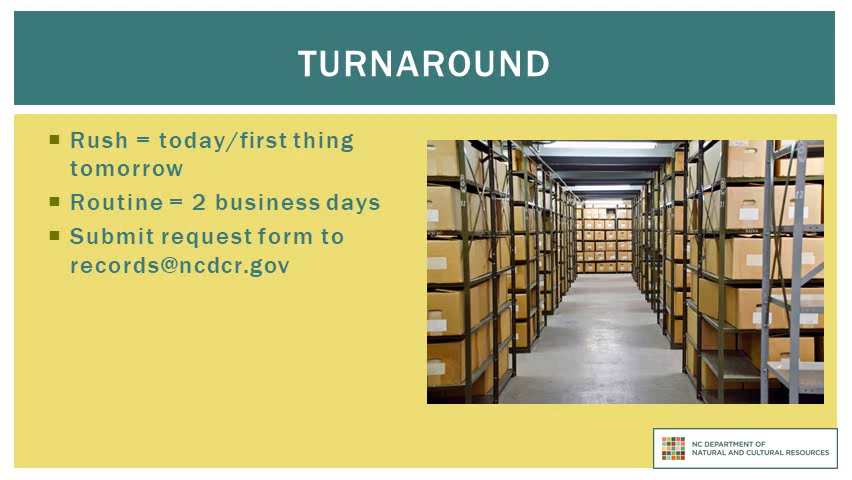 TURNAROUND
Rush = today/first thing
tomorrow
Routine = 2 business days
Submit request form to
records@ncdcr.gov
NC DEPARTMENT OF
NATURAL AND CULTURAL RESOURCES